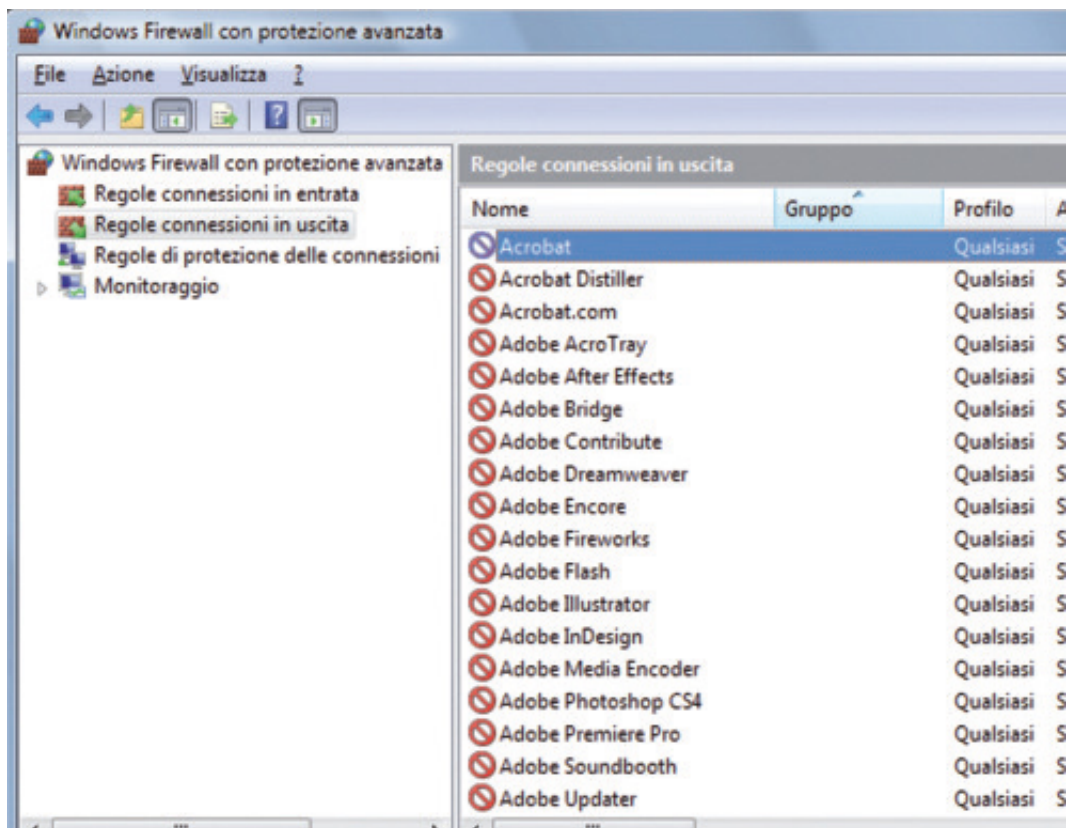 Windows Firewall con protezione avanzata
File Azione Visualizza ?
Windows Firewall con protezione avanzata
Regole connessioni in entrata
Regole connessioni in uscita
Regole di protezione delle connessioni
Monitoraggio
Regole connessioni in uscita
Nome Gruppo Profilo A
Acrobat Qualsiasi S
Acrobat Distiller Qualsiasi S
Acrobat.com Qualsiasi S
Adobe AcroTray Qualsiasi S
Adobe After Effects Qualsiasi S
Adobe Bridge Qualsiasi S
Adobe Contribute Qualsiasi S
Adobe Dreamweaver Qualsiasi S
Adobe Encore Qualsiasi S
Adobe Fireworks Qualsiasi S
Adobe Flash Qualsiasi S
Adobe Illustrator Qualsiasi S
Adobe InDesign Qualsiasi S
Adobe Media Encoder Qualsiasi S
Adobe Photoshop CS4 Qualsiasi S
Adobe Premiere Pro Qualsiasi S
Adobe Soundbooth Qualsiasi S
Adobe Updater Qualsiasi S